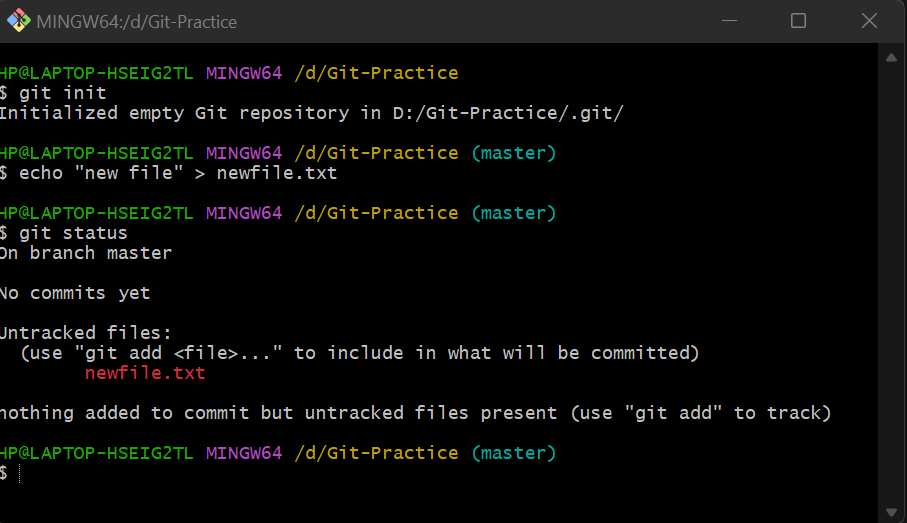 MINGW64:/d/Git-Practice
HP@LAPTOP-HSEIG2TL MINGW64 /d/Git-Practice
$ git init
Initialized empty Git repository in D:/Git-Practice/.git/
HP@LAPTOP-HSEIG2TL MINGW64 /d/Git-Practice (master)
$ echo "new file" > newfile.txt
HP@LAPTOP-HSEIG2TL MINGW64 /d/Git-Practice (master)
$ git status
On branch master
No commits yet
Untracked files:
  (use "git add <file>..." to include in what will be committed)
        newfile.txt
nothing added to commit but untracked files present (use "git add" to track)
HP@LAPTOP-HSEIG2TL MINGW64 /d/Git-Practice (master)
$